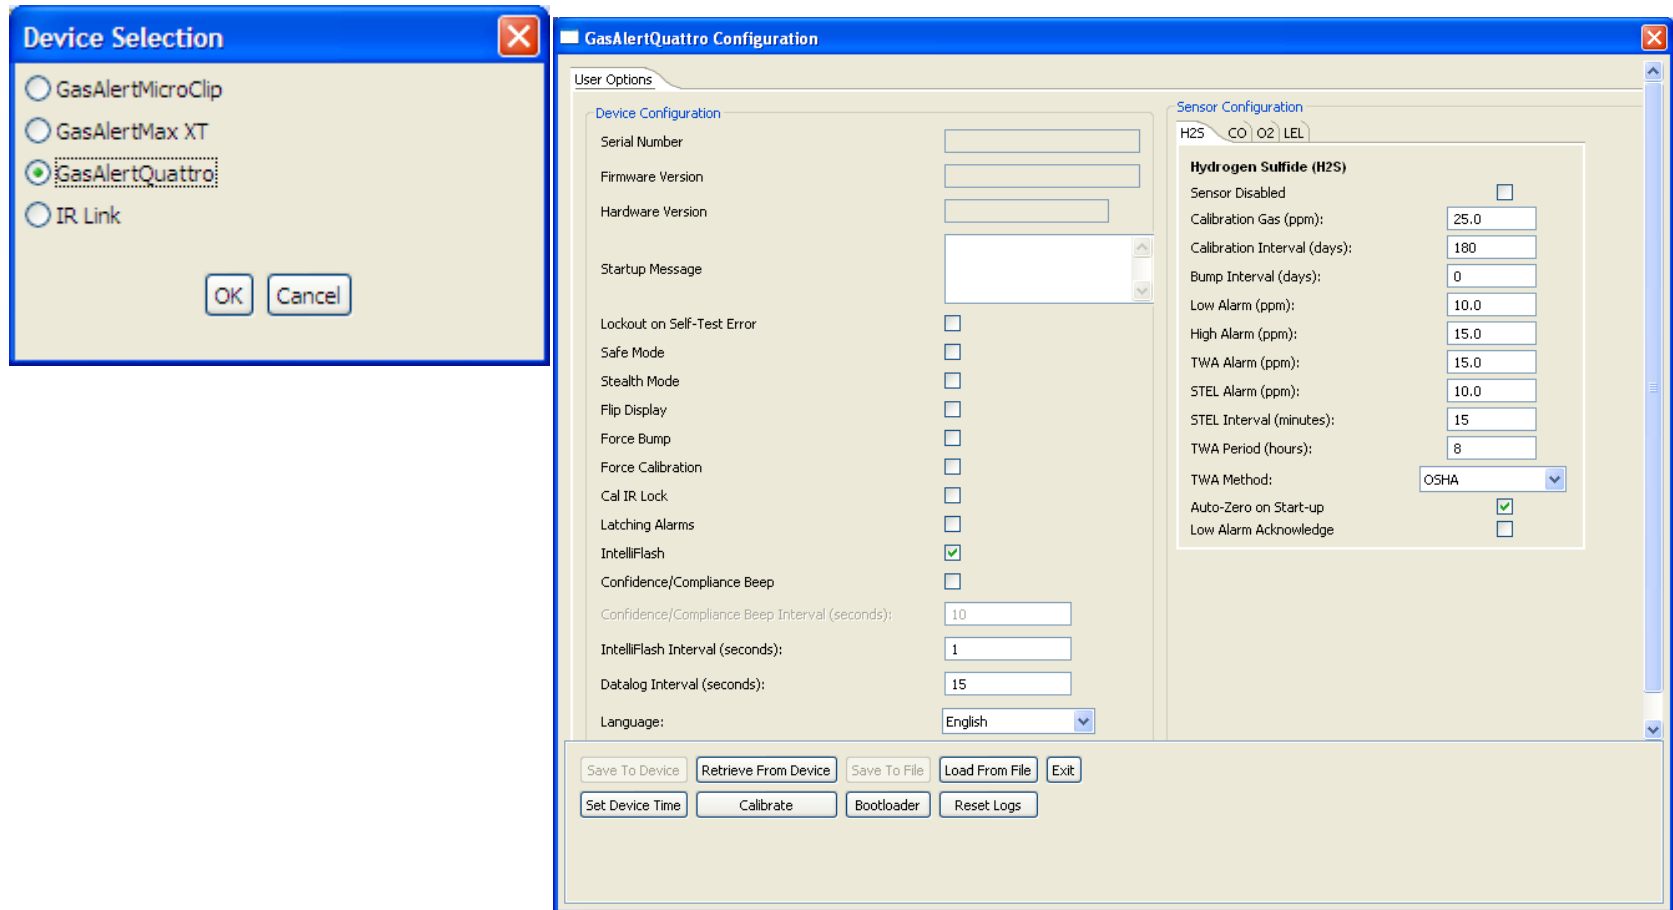 Device Selection
GasAlertMicroClip
GasAlertMax XT
GasAlertQuattro
IR Link
OK Cancel
GasAlertQuattro Configuration
User Options
Device Configuration
Serial Number
Firmware Version
Hardware Version
Startup Message
Lockout on Self-Test Error
Safe Mode
Stealth Mode
Flip Display
Force Bump
Force Calibration
Cal IR Lock
Latching Alarms
IntelliFlash
Confidence/Compliance Beep
Confidence/Compliance Beep Interval (seconds): 10
IntelliFlash Interval (seconds): 1
Datalog Interval (seconds): 15
Language: English
Sensor Configuration
H2S CO O2 LEL
Hydrogen Sulfide (H2S)
Sensor Disabled
Calibration Gas (ppm): 25.0
Calibration Interval (days): 180
Bump Interval (days): 0
Low Alarm (ppm): 10.0
High Alarm (ppm): 15.0
TWA Alarm (ppm): 15.0
STEL Alarm (ppm): 10.0
STEL Interval (minutes): 15
TWA Period (hours): 8
TWA Method: OSHA
Auto-Zero on Start-up
Low Alarm Acknowledge
Save To Device Retrieve From Device Save To File Load From File Exit
Set Device Time Calibrate Bootloader Reset Logs